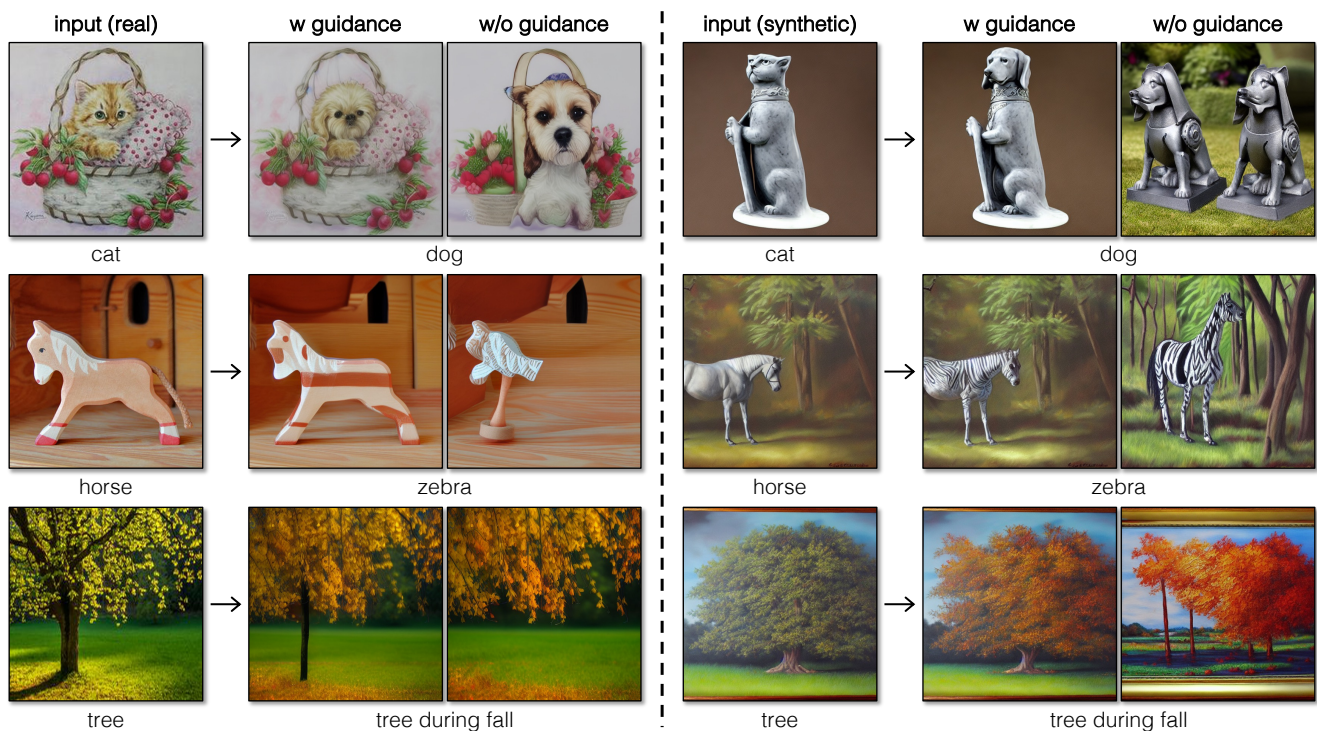 input (real) w guidance w/o guidance
cat dog
horse zebra
tree tree during fall
input (synthetic) w guidance w/o guidance
cat dog
horse zebra
tree tree during fall